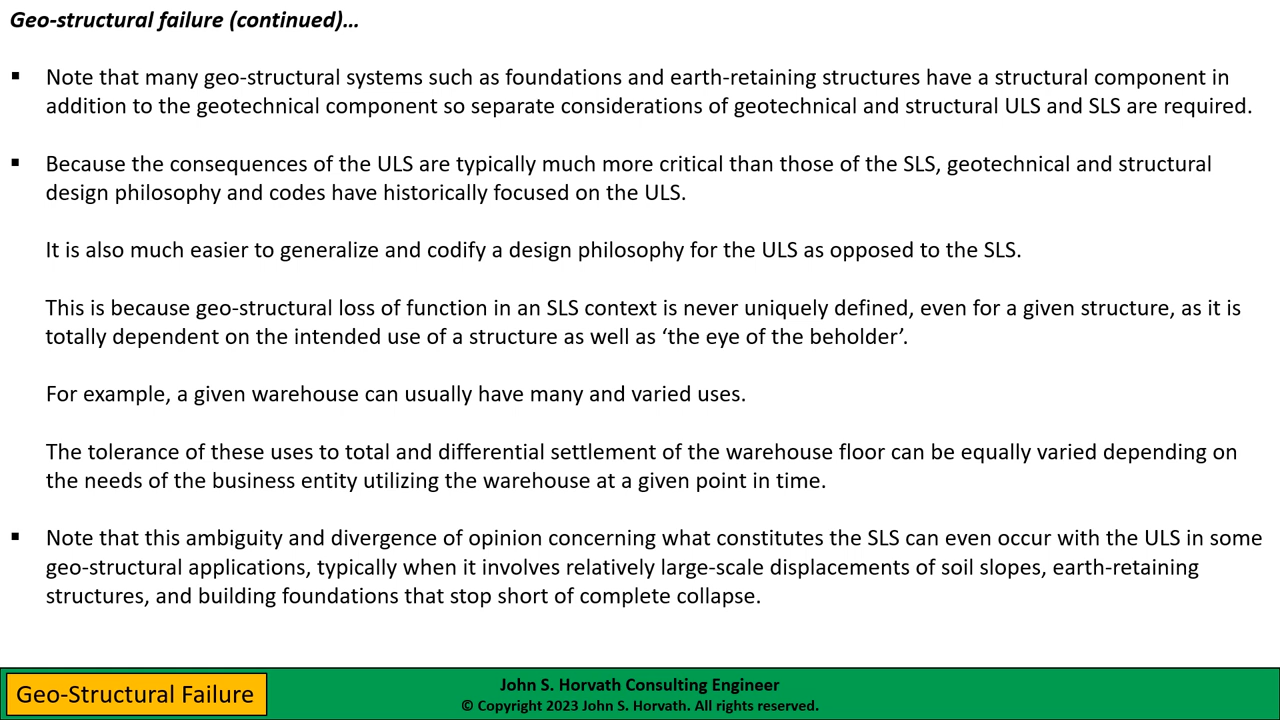 Geo-structural failure (continued)…
▪ Note that many geo-structural systems such as foundations and earth-retaining structures have a structural component in
addition to the geotechnical component so separate considerations of geotechnical and structural ULS and SLS are required.
▪ Because the consequences of the ULS are typically much more critical than those of the SLS, geotechnical and structural
design philosophy and codes have historically focused on the ULS.
It is also much easier to generalize and codify a design philosophy for the ULS as opposed to the SLS.
This is because geo-structural loss of function in an SLS context is never uniquely defined, even for a given structure, as it is
totally dependent on the intended use of a structure as well as ‘the eye of the beholder’.
For example, a given warehouse can usually have many and varied uses.
The tolerance of these uses to total and differential settlement of the warehouse floor can be equally varied depending on
the needs of the business entity utilizing the warehouse at a given point in time.
▪ Note that this ambiguity and divergence of opinion concerning what constitutes the SLS can even occur with the ULS in some
geo-structural applications, typically when it involves relatively large-scale displacements of soil slopes, earth-retaining
structures, and building foundations that stop short of complete collapse.
Geo-Structural Failure
John S. Horvath Consulting Engineer
© Copyright 2023 John S. Horvath. All rights reserved.